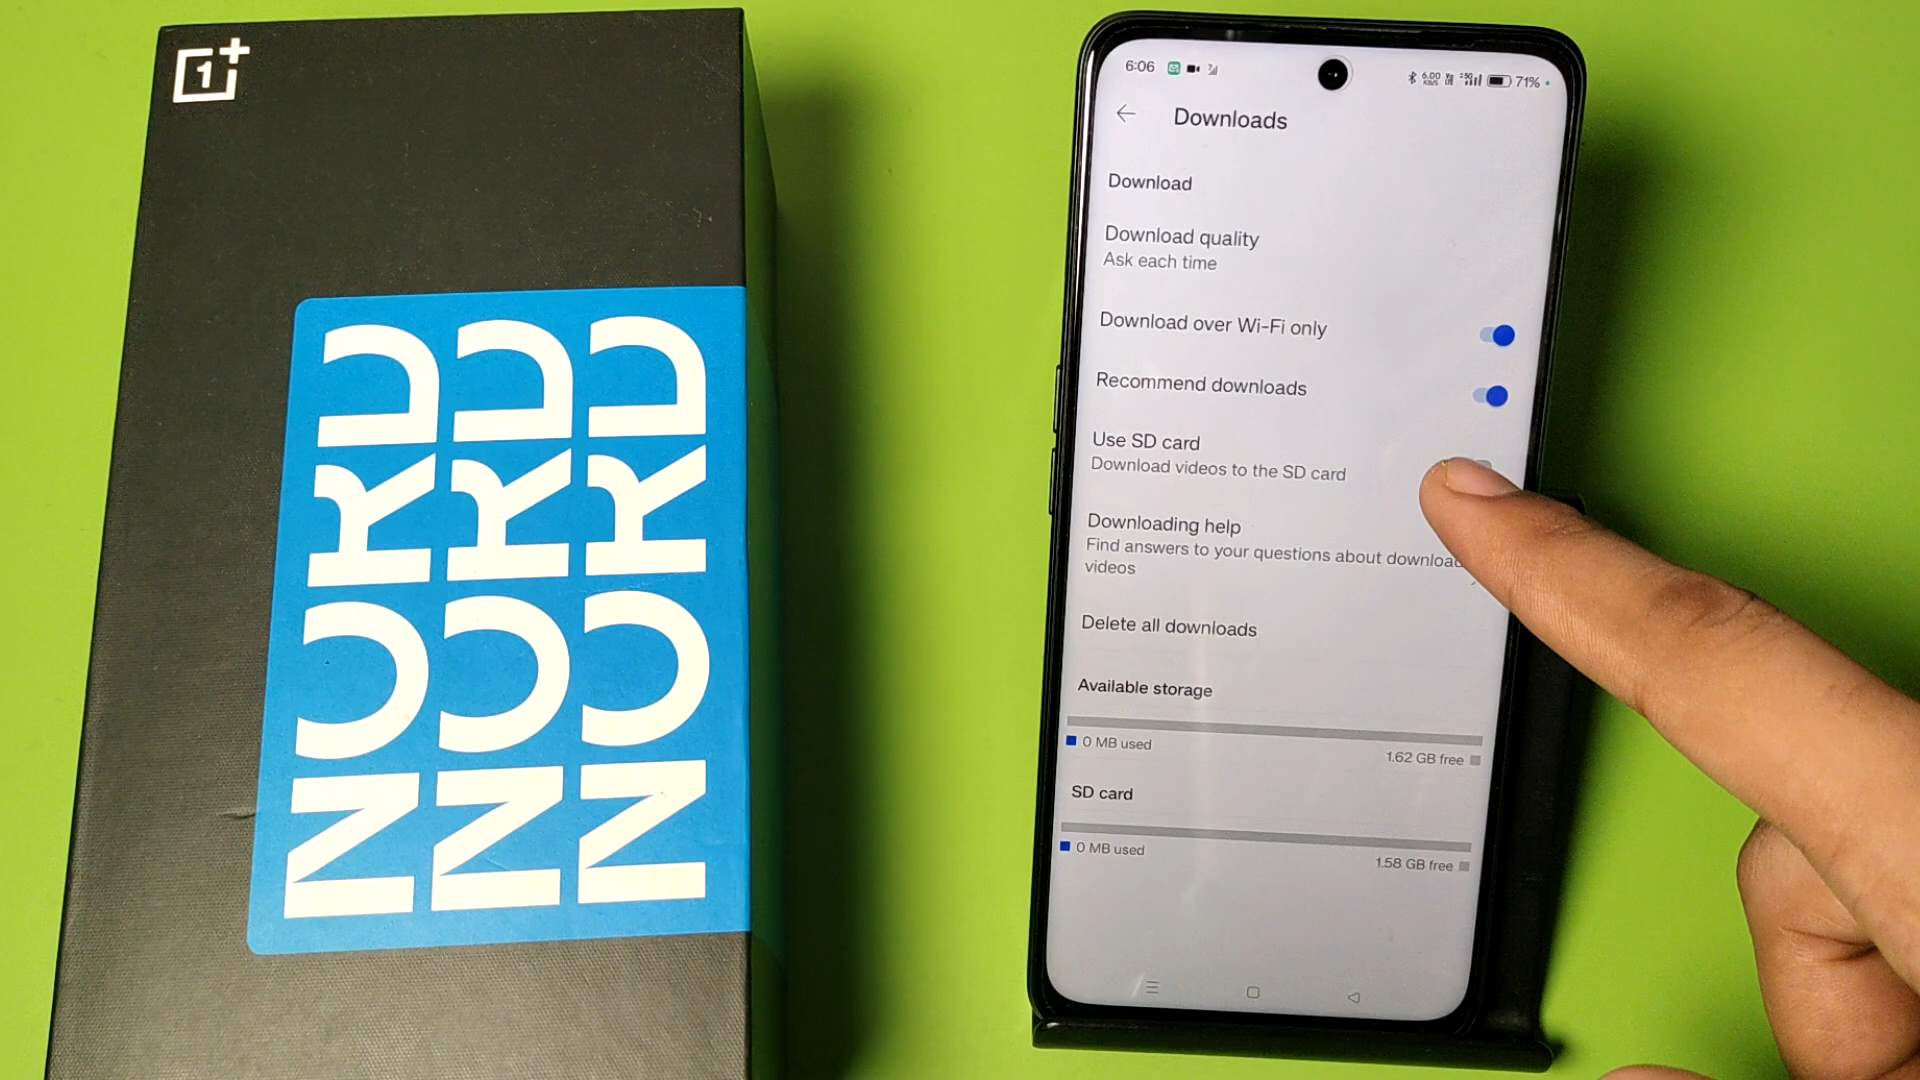 1+
NORD
NORD
NORD
6:06
71%
Downloads
Download
Download quality
Ask each time
Download over Wi-Fi only
Recommend downloads
Use SD card
Download videos to the SD card
Downloading help
Find answers to your questions about
videos
Delete all downloads
Available storage
0 MB used
1.62 GB free
SD card
0 MB used
1.58 GB free